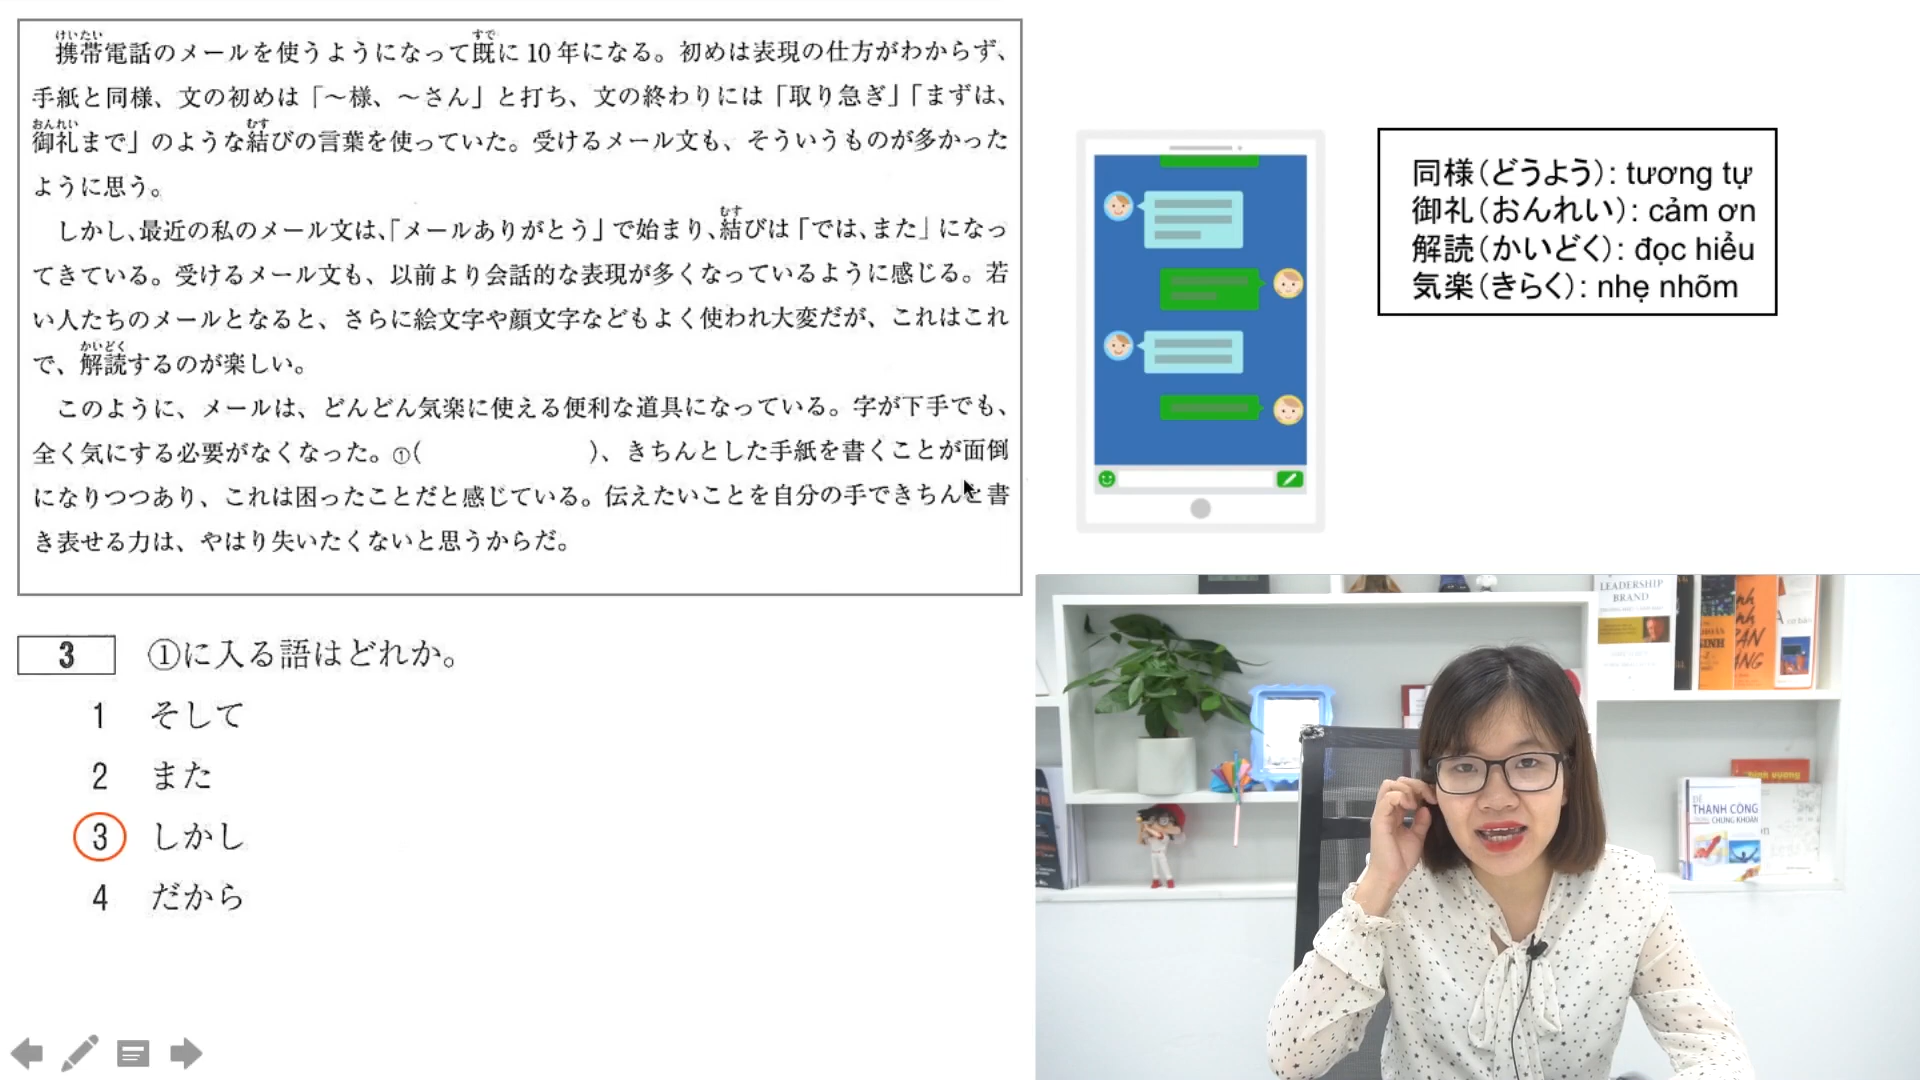 けいたい すで
携帯電話のメールを使うようになって既に10年になる。初めは表現の仕方がわからず、
手紙と同様、文の初めは「～様、～さん」と打ち、文の終わりには「取り急ぎ」「まずは、
おんれい むす
御礼まで」のような結びの言葉を使っていた。受けるメール文も、そういうものが多かった
ように思う。
むす
しかし、最近の私のメール文は、「メールありがとう」で始まり、結びは「では、また」になっ
てきている。受けるメール文も、以前より会話的な表現が多くなっているように感じる。若
い人たちのメールとなると、さらに絵文字や顔文字などもよく使われ大変だが、これはこれ
かいどく
で、解読するのが楽しい。
このように、メールは、どんどん気楽に使える便利な道具になっている。字が下手でも、
全く気にする必要がなくなった。①( )、きちんとした手紙を書くことが面倒
になりつつあり、これは困ったことだと感じている。伝えたいことを自分の手できちんと書
き表せる力は、やはり失いたくないと思うからだ。
同様(どうよう): tương tự
御礼(おんれい): cảm ơn
解読(かいどく): đọc hiểu
気楽(きらく): nhẹ nhõm
3 ①に入る語はどれか。
1 そして
2 また
3 しかし
4 だから
LEADERSHIP
BRAND
THÀNH CÔNG
CHỨNG KHOÁN